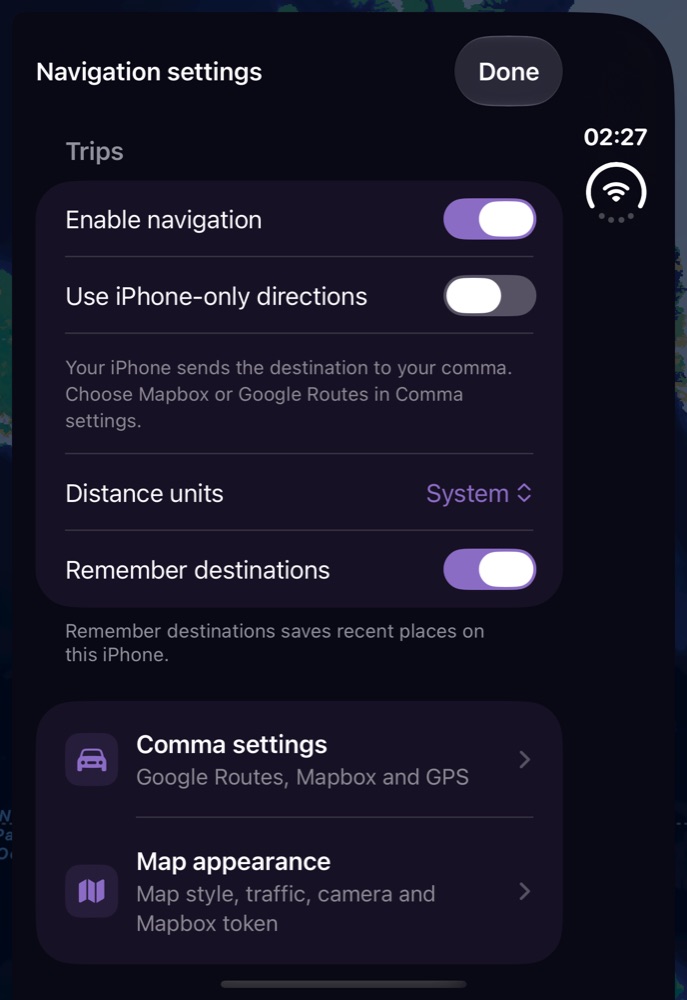 Navigation settings
Done
02:27
Trips
Enable navigation
Use iPhone-only directions
Your iPhone sends the destination to your comma.
Choose Mapbox or Google Routes in Comma
settings.
Distance units
System
Remember destinations
Remember destinations saves recent places on
this iPhone.
Comma settings
Google Routes, Mapbox and GPS
Map appearance
Map style, traffic, camera and
Mapbox token